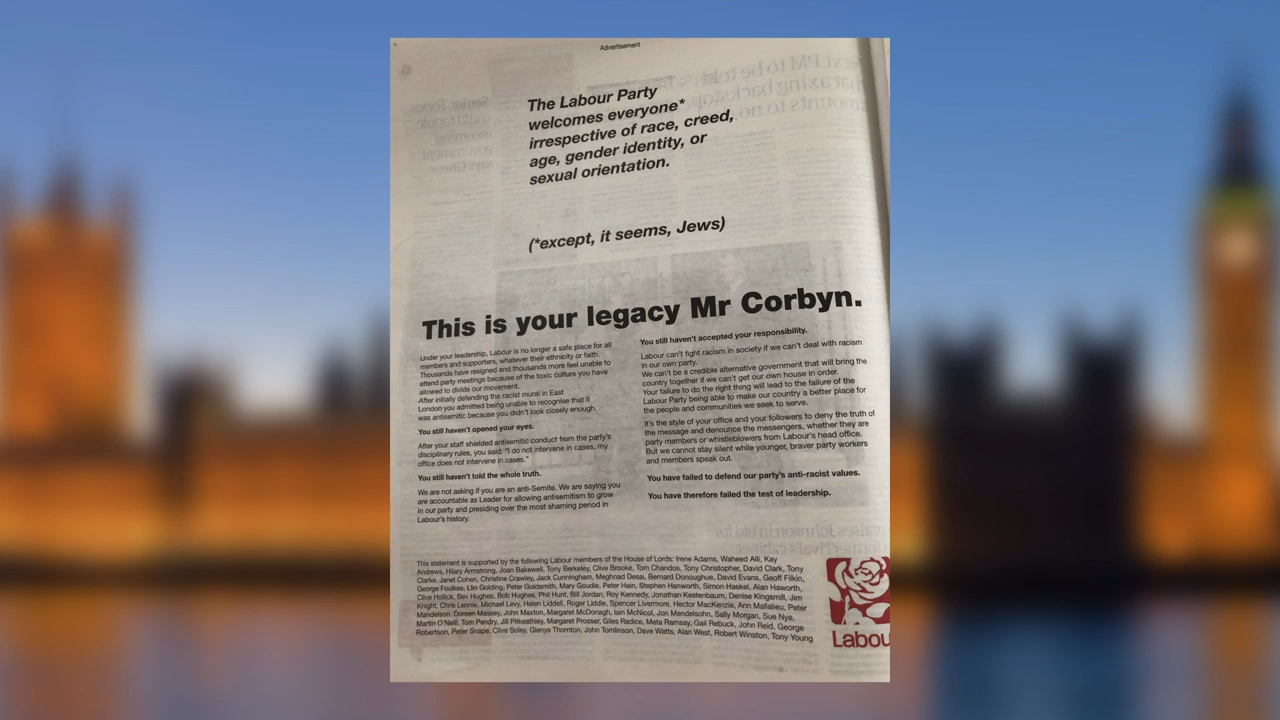 Advertisement
The Labour Party
welcomes everyone*
irrespective of race, creed,
age, gender identity, or
sexual orientation.
(*except, it seems, Jews)
This is your legacy Mr Corbyn.
Under your leadership, Labour is no longer a safe place for all
members and supporters, whatever their ethnicity or faith.
Thousands have resigned and thousands more feel unable to
attend party meetings because of the toxic culture you have
allowed to divide our movement.
After initially defending the racist mural in East
London you admitted being unable to recognise that it
was antisemitic because you didn't look closely enough.
You still haven't opened your eyes.
After your staff shielded antisemitic conduct from the party's
disciplinary rules, you said: "I do not intervene in cases, my
office does not intervene in cases."
You still haven't told the whole truth.
We are not asking if you are an anti-Semite. We are saying you
are accountable as Leader for allowing antisemitism to grow
in our party and presiding over the most shaming period in
Labour's history.
You still haven't accepted your responsibility.
Labour can't fight racism in society if we can't deal with racism
in our own party.
We can't be a credible alternative government that will bring the
country together if we can't get our own house in order.
Your failure to do the right thing will lead to the failure of the
Labour Party being able to make our country a better place for
the people and communities we seek to serve.
It's the style of your office and your followers to deny the truth of
the message and denounce the messengers, whether they are
party members or whistleblowers from Labour's head office.
But we cannot stay silent while younger, braver party workers
and members speak out.
You have failed to defend our party's anti-racist values.
You have therefore failed the test of leadership.
This statement is supported by the following Labour members of the House of Lords: Irene Adams, Waheed Alli, Kay
Andrews, Hilary Armstrong, Joan Bakewell, Tony Berkeley, Clive Brooke, Tom Chandos, Tony Christopher, David Clark, Tony
Clarke, Janet Cohen, Christine Crawley, Jack Cunningham, Meghnad Desai, Bernard Donoughue, David Evans, Geoff Filkin,
George Foulkes, Llin Golding, Peter Goldsmith, Mary Goudie, Peter Hain, Stephen Hanworth, Simon Haskel, Alan Haworth,
Clive Hollick, Bev Hughes, Bob Hughes, Phil Hunt, Bill Jordan, Roy Kennedy, Jonathan Kestenbaum, Denise Kingsmill, Jim
Knight, Chris Lennie, Michael Levy, Helen Liddell, Roger Liddle, Spencer Livermore, Hector MacKenzie, Ann Mallalieu, Peter
Mandelson, Doreen Massey, John Maxton, Margaret McDonagh, Iain McNicol, Jon Mendelsohn, Sally Morgan, Sue Nye,
Martin O'Neill, Tom Pendry, Jill Pitkeathley, Margaret Prosser, Giles Radice, Meta Ramsay, Gail Rebuck, John Reid, George
Robertson, Peter Snape, Clive Soley, Glenys Thornton, John Tomlinson, Dave Watts, Alan West, Robert Winston, Tony Young
Labou